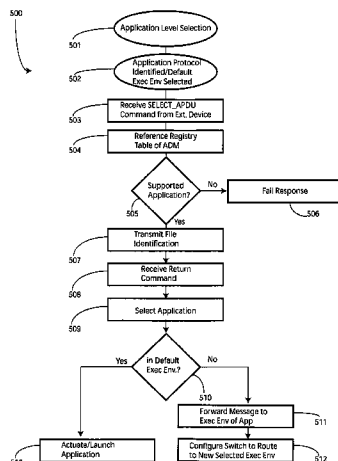 500
Application Level Selection
501
Application Protocol
Identified/Default
Exec Env Selected
502
Receive SELECT_APDU
Command from Ext. Device
503
Reference Registry
Table of ADM
504
Supported
Application?
505
No
Fail Response
506
Yes
Transmit File
Identification
507
Receive Return
Command
508
Select Application
509
in Default
Exec Env.?
510
Yes
No
Forward Message to
Exec Env of App
511
Actuate/Launch
Application
Configure Switch to Route
to New Selected Exec Env
512